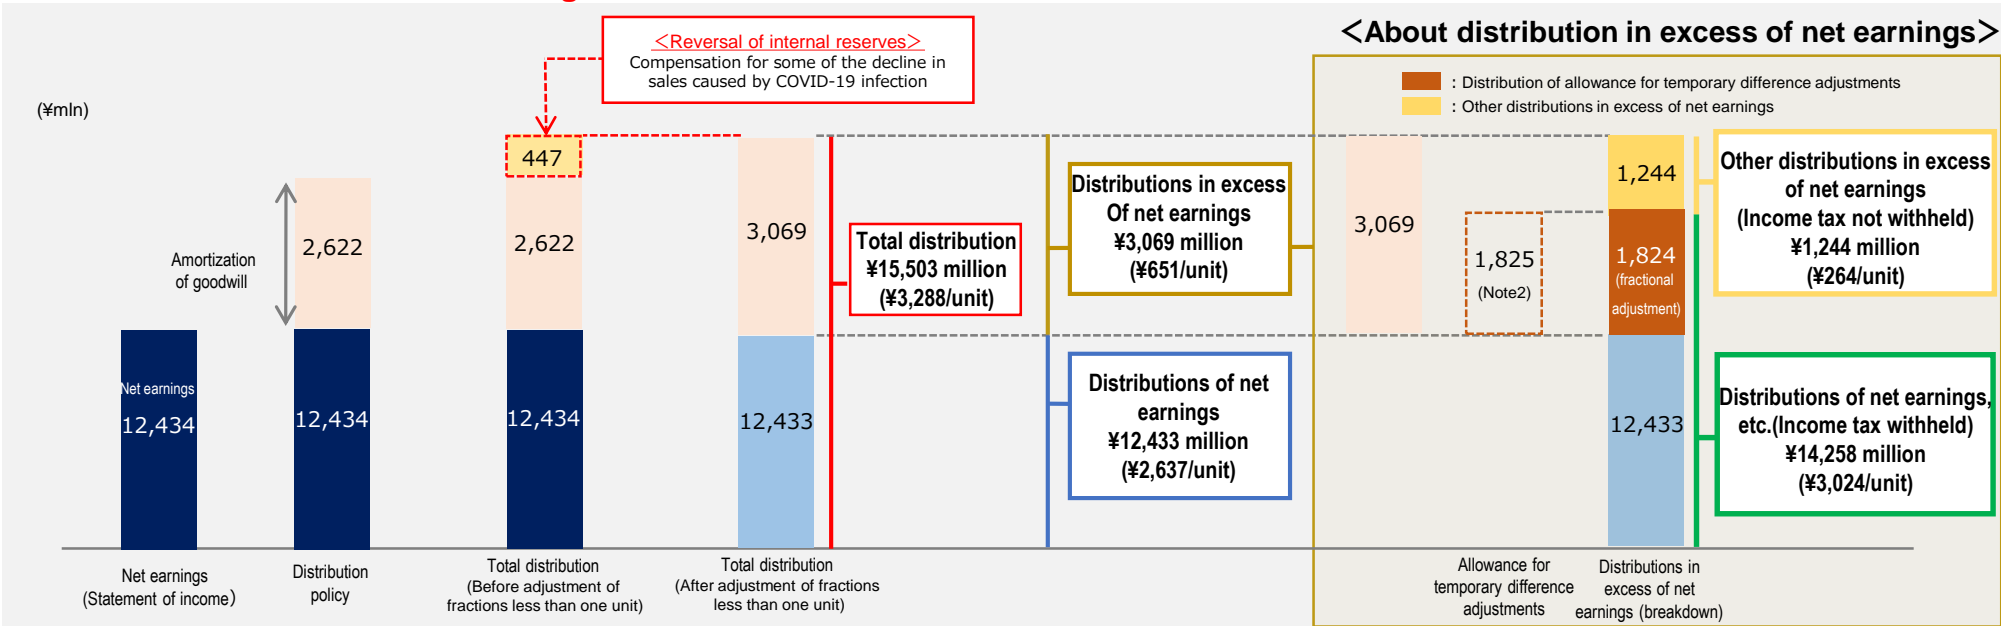 ＜About distribution in excess of net earnings＞
＜Reversal of internal reserves＞
Compensation for some of the decline in
sales caused by COVID-19 infection
: Distribution of allowance for temporary difference adjustments
: Other distributions in excess of net earnings
(¥mln)
Net earnings
12,434
Amortization
of goodwill
2,622
12,434
447
2,622
12,434
3,069
12,433
Total distribution
¥15,503 million
(¥3,288/unit)
Distributions in excess
Of net earnings
¥3,069 million
(¥651/unit)
Distributions of net
earnings
¥12,433 million
(¥2,637/unit)
3,069
1,825
(Note2)
1,244
1,824
(fractional
adjustment)
12,433
Other distributions in excess
of net earnings
(Income tax not withheld)
¥1,244 million
(¥264/unit)
Distributions of net earnings,
etc.(Income tax withheld)
¥14,258 million
(¥3,024/unit)
Net earnings
(Statement of income)
Distribution
policy
Total distribution
(Before adjustment of
fractions less than one unit)
Total distribution
(After adjustment of fractions
less than one unit)
Allowance for
temporary difference
adjustments
Distributions in
excess of net
earnings (breakdown)